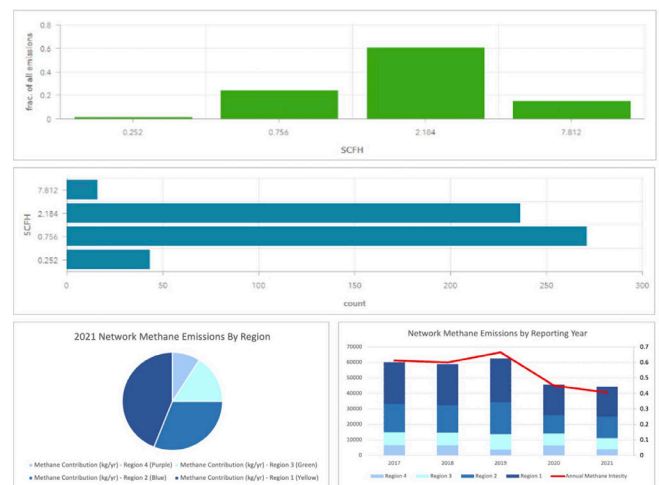 0.8
0.6
0.4
0.2
0
frac. of all emissions
0.252 0.756 2.184 7.812
SCFH
7.812
2.184
0.756
0.252
SCFH
0 50 100 150 200 250 300
count
2021 Network Methane Emissions By Region
Methane Contribution (kg/yr) - Region 4 (Purple) Methane Contribution (kg/yr) - Region 3 (Green)
Methane Contribution (kg/yr) - Region 2 (Blue) Methane Contribution (kg/yr) - Region 1 (Yellow)
Network Methane Emissions by Reporting Year
70000 0.7
60000 0.6
50000 0.5
40000 0.4
30000 0.3
20000 0.2
10000 0.1
0 0
2017 2018 2019 2020 2021
Region 4 Region 3 Region 2 Region 1 Annual Methane Intesity